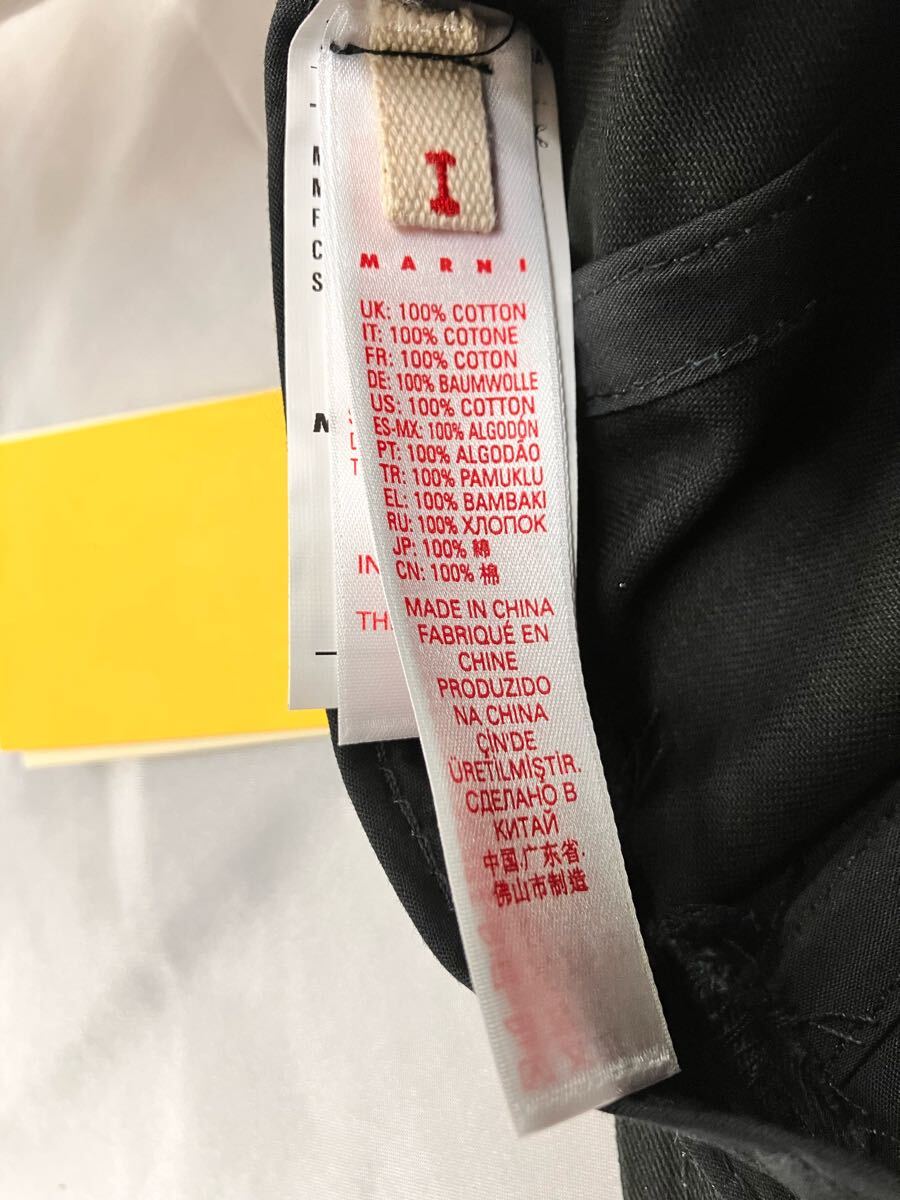 I
MARNI
UK: 100% COTTON
IT: 100% COTONE
FR: 100% COTON
DE: 100% BAUMWOLLE
US: 100% COTTON
ES-MX: 100% ALGODÓN
PT: 100% ALGODÃO
TR: 100% PAMUKLU
EL: 100% BAMBAKI
RU: 100% ХЛОПОК
JP: 100% 綿
CN: 100% 棉
MADE IN CHINA
FABRIQUÉ EN
CHINE
PRODUZIDO
NA CHINA
ÇİN'DE
ÜRETİLMİŞTİR.
СДЕЛАНО В
КИТАЙ
中国.广东省.
佛山市制造
M
M
F
C
S